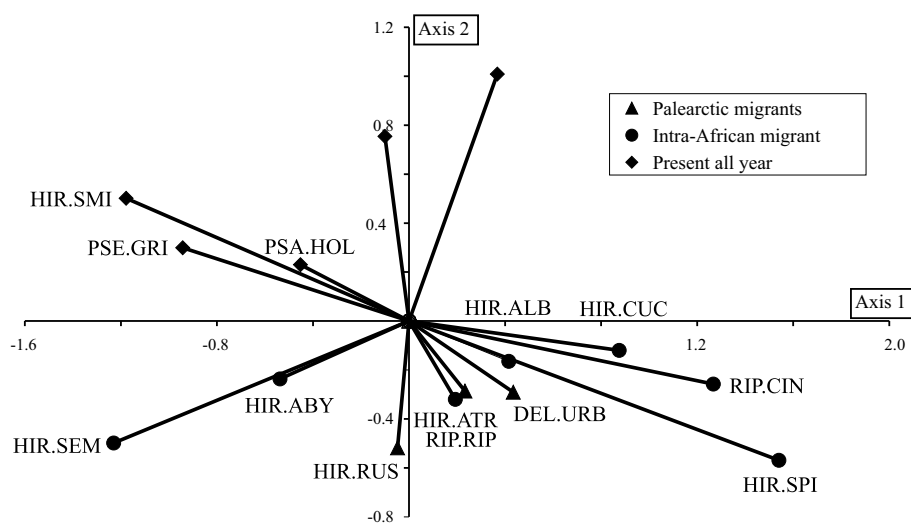 1.2
Axis 2
Palearctic migrants
0.8
Intra-African migrant
Present all year
HIR.SMI
0.4
PSE.GRI
PSA.HOL
HIR.ALB
HIR.CUC
Axis 1
-1.6
-0.8
1.2
2.0
HIR.ABY
RIP.CIN
-0.4
HIR.ATR
DEL.URB
HIR.SEM
RIP.RIP
HIR.RUS
HIR.SPI
-0.8